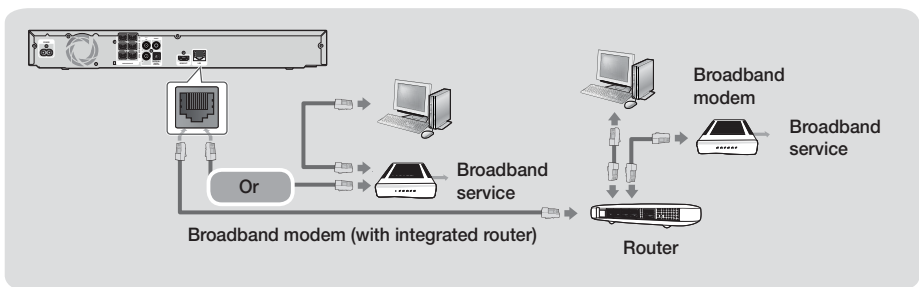 Or
Broadband
service
Broadband modem (with integrated router)
Broadband
modem
Broadband
service
Router